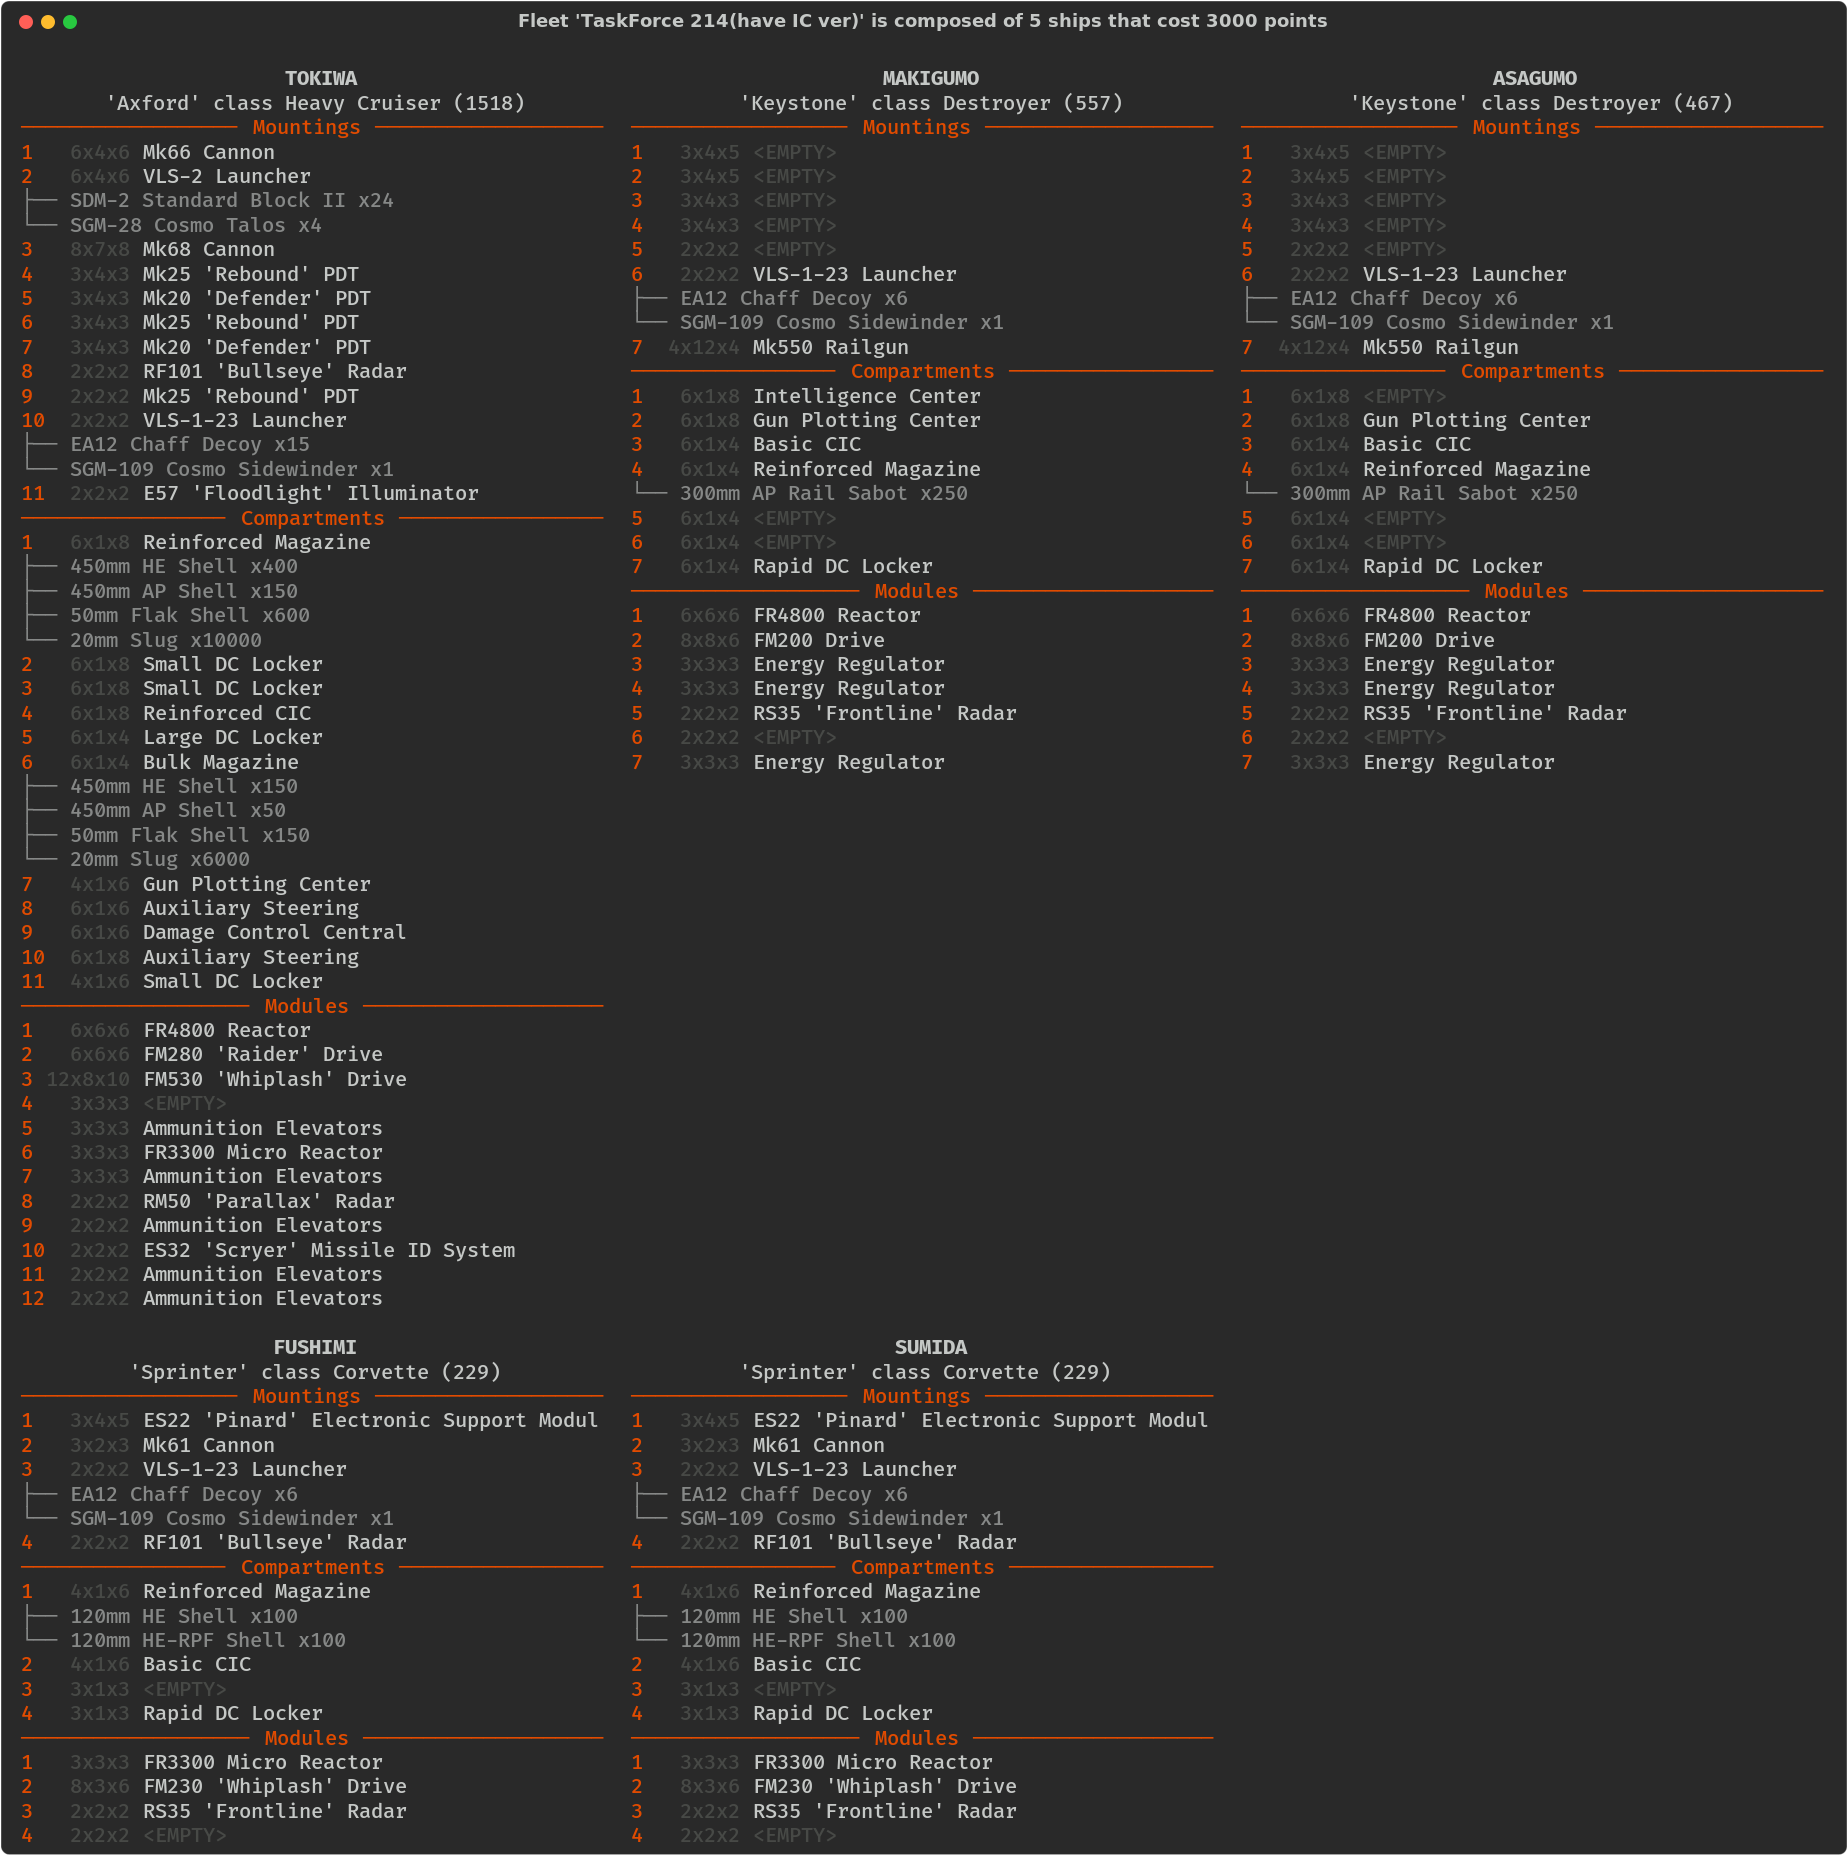 Fleet 'TaskForce 214(have IC ver)' is composed of 5 ships that cost 3000 points
TOKIWA
'Axford' class Heavy Cruiser (1518)
Mountings
1 6x4x6 Mk66 Cannon
2 6x4x6 VLS-2 Launcher
SDM-2 Standard Block II x24
SGM-28 Cosmo Talos x4
3 8x7x8 Mk68 Cannon
4 3x4x3 Mk25 'Rebound' PDT
5 3x4x3 Mk20 'Defender' PDT
6 3x4x3 Mk25 'Rebound' PDT
7 3x4x3 Mk20 'Defender' PDT
8 2x2x2 RF101 'Bullseye' Radar
9 2x2x2 Mk25 'Rebound' PDT
10 2x2x2 VLS-1-23 Launcher
EA12 Chaff Decoy x15
SGM-109 Cosmo Sidewinder x1
11 2x2x2 E57 'Floodlight' Illuminator
Compartments
1 6x1x8 Reinforced Magazine
450mm HE Shell x400
450mm AP Shell x150
50mm Flak Shell x600
20mm Slug x10000
2 6x1x8 Small DC Locker
3 6x1x8 Small DC Locker
4 6x1x8 Reinforced CIC
5 6x1x4 Large DC Locker
6 6x1x4 Bulk Magazine
450mm HE Shell x150
450mm AP Shell x50
50mm Flak Shell x150
20mm Slug x6000
7 4x1x6 Gun Plotting Center
8 6x1x6 Auxiliary Steering
9 6x1x6 Damage Control Central
10 6x1x8 Auxiliary Steering
11 4x1x6 Small DC Locker
Modules
1 6x6x6 FR4800 Reactor
2 6x6x6 FM280 'Raider' Drive
3 12x8x10 FM530 'Whiplash' Drive
4 3x3x3 <EMPTY>
5 3x3x3 Ammunition Elevators
6 3x3x3 FR3300 Micro Reactor
7 3x3x3 Ammunition Elevators
8 2x2x2 RM50 'Parallax' Radar
9 2x2x2 Ammunition Elevators
10 2x2x2 ES32 'Scryer' Missile ID System
11 2x2x2 Ammunition Elevators
12 2x2x2 Ammunition Elevators
MAKIGUMO
'Keystone' class Destroyer (557)
Mountings
1 3x4x5 <EMPTY>
2 3x4x5 <EMPTY>
3 3x4x3 <EMPTY>
4 3x4x3 <EMPTY>
5 2x2x2 <EMPTY>
6 2x2x2 VLS-1-23 Launcher
EA12 Chaff Decoy x6
SGM-109 Cosmo Sidewinder x1
7 4x12x4 Mk550 Railgun
Compartments
1 6x1x8 Intelligence Center
2 6x1x8 Gun Plotting Center
3 6x1x4 Basic CIC
4 6x1x4 Reinforced Magazine
300mm AP Rail Sabot x250
5 6x1x4 <EMPTY>
6 6x1x4 <EMPTY>
7 6x1x4 Rapid DC Locker
Modules
1 6x6x6 FR4800 Reactor
2 8x8x6 FM200 Drive
3 3x3x3 Energy Regulator
4 3x3x3 Energy Regulator
5 2x2x2 RS35 'Frontline' Radar
6 2x2x2 <EMPTY>
7 3x3x3 Energy Regulator
ASAGUMO
'Keystone' class Destroyer (467)
Mountings
1 3x4x5 <EMPTY>
2 3x4x5 <EMPTY>
3 3x4x3 <EMPTY>
4 3x4x3 <EMPTY>
5 2x2x2 <EMPTY>
6 2x2x2 VLS-1-23 Launcher
EA12 Chaff Decoy x6
SGM-109 Cosmo Sidewinder x1
7 4x12x4 Mk550 Railgun
Compartments
1 6x1x8 <EMPTY>
2 6x1x8 Gun Plotting Center
3 6x1x4 Basic CIC
4 6x1x4 Reinforced Magazine
300mm AP Rail Sabot x250
5 6x1x4 <EMPTY>
6 6x1x4 <EMPTY>
7 6x1x4 Rapid DC Locker
Modules
1 6x6x6 FR4800 Reactor
2 8x8x6 FM200 Drive
3 3x3x3 Energy Regulator
4 3x3x3 Energy Regulator
5 2x2x2 RS35 'Frontline' Radar
6 2x2x2 <EMPTY>
7 3x3x3 Energy Regulator
FUSHIMI
'Sprinter' class Corvette (229)
Mountings
1 3x4x5 ES22 'Pinard' Electronic Support Modul
2 3x2x3 Mk61 Cannon
3 2x2x2 VLS-1-23 Launcher
EA12 Chaff Decoy x6
SGM-109 Cosmo Sidewinder x1
4 2x2x2 RF101 'Bullseye' Radar
Compartments
1 4x1x6 Reinforced Magazine
120mm HE Shell x100
120mm HE-RPF Shell x100
2 4x1x6 Basic CIC
3 3x1x3 <EMPTY>
4 3x1x3 Rapid DC Locker
Modules
1 3x3x3 FR3300 Micro Reactor
2 8x3x6 FM230 'Whiplash' Drive
3 2x2x2 RS35 'Frontline' Radar
4 2x2x2 <EMPTY>
SUMIDA
'Sprinter' class Corvette (229)
Mountings
1 3x4x5 ES22 'Pinard' Electronic Support Modul
2 3x2x3 Mk61 Cannon
3 2x2x2 VLS-1-23 Launcher
EA12 Chaff Decoy x6
SGM-109 Cosmo Sidewinder x1
4 2x2x2 RF101 'Bullseye' Radar
Compartments
1 4x1x6 Reinforced Magazine
120mm HE Shell x100
120mm HE-RPF Shell x100
2 4x1x6 Basic CIC
3 3x1x3 <EMPTY>
4 3x1x3 Rapid DC Locker
Modules
1 3x3x3 FR3300 Micro Reactor
2 8x3x6 FM230 'Whiplash' Drive
3 2x2x2 RS35 'Frontline' Radar
4 2x2x2 <EMPTY>